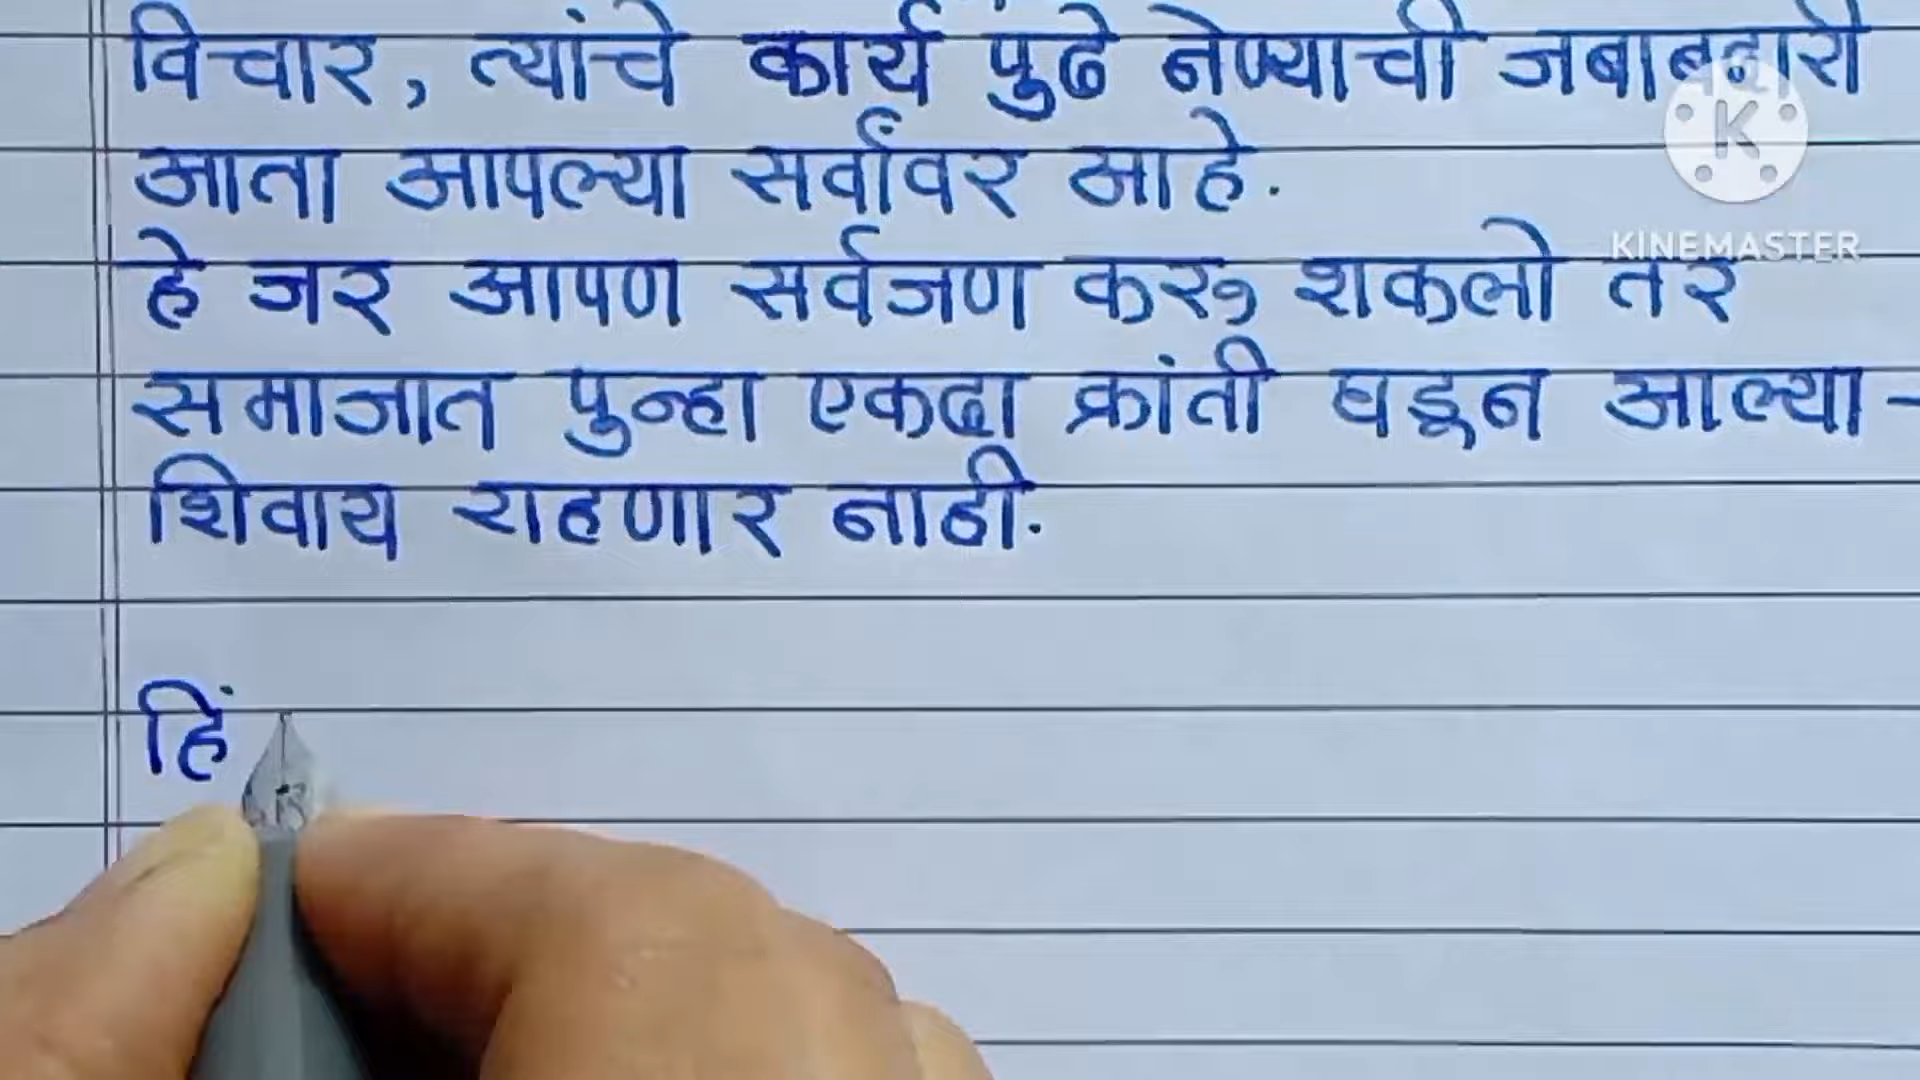 विचार, त्यांचे कार्य पुढे नेण्याची जबाबदारी
आता आपल्या सर्वांवर आहे.
हे जर आपण सर्वजण करू शकलो तर
समाजात पुन्हा एकदा क्रांती घडून आल्या-
शिवाय राहणार नाही.
हिं
K
KINEMASTER